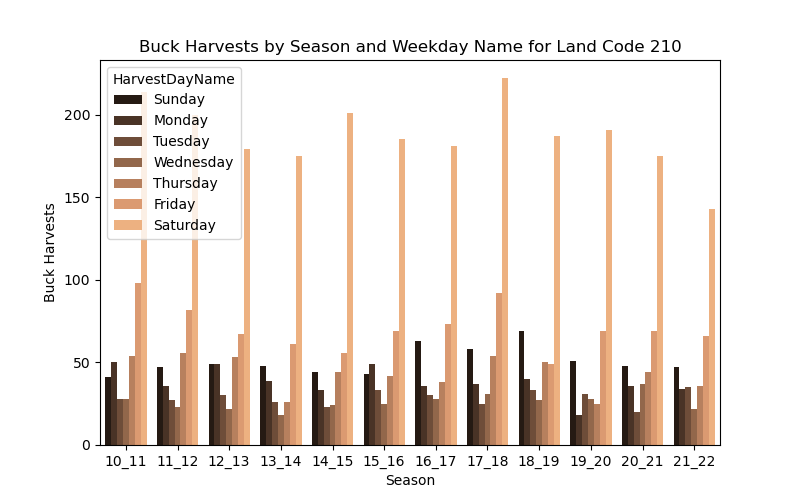 Buck Harvests by Season and Weekday Name for Land Code 210
HarvestDayName
Sunday
Monday
Tuesday
Wednesday
Thursday
Friday
Saturday
200
150
100
50
0
Buck Harvests
10_11 11_12 12_13 13_14 14_15 15_16 16_17 17_18 18_19 19_20 20_21 21_22
Season